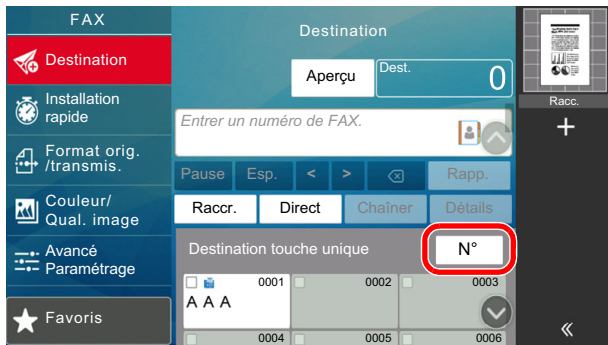 FAX
Destination
Installation
rapide
Format orig.
/transmis.
Couleur/
Qual. image
Avancé
Paramétrage
Favoris
Destination
Aperçu
Dest.
0
Entrer un numéro de FAX.
Pause
Esp.
<
>
Rapp.
Raccr.
Direct
Chaîner
Détails
Destination touche unique
N°
0001
A A A
0002
0003
0004
0005
0006
Racc.
+
«